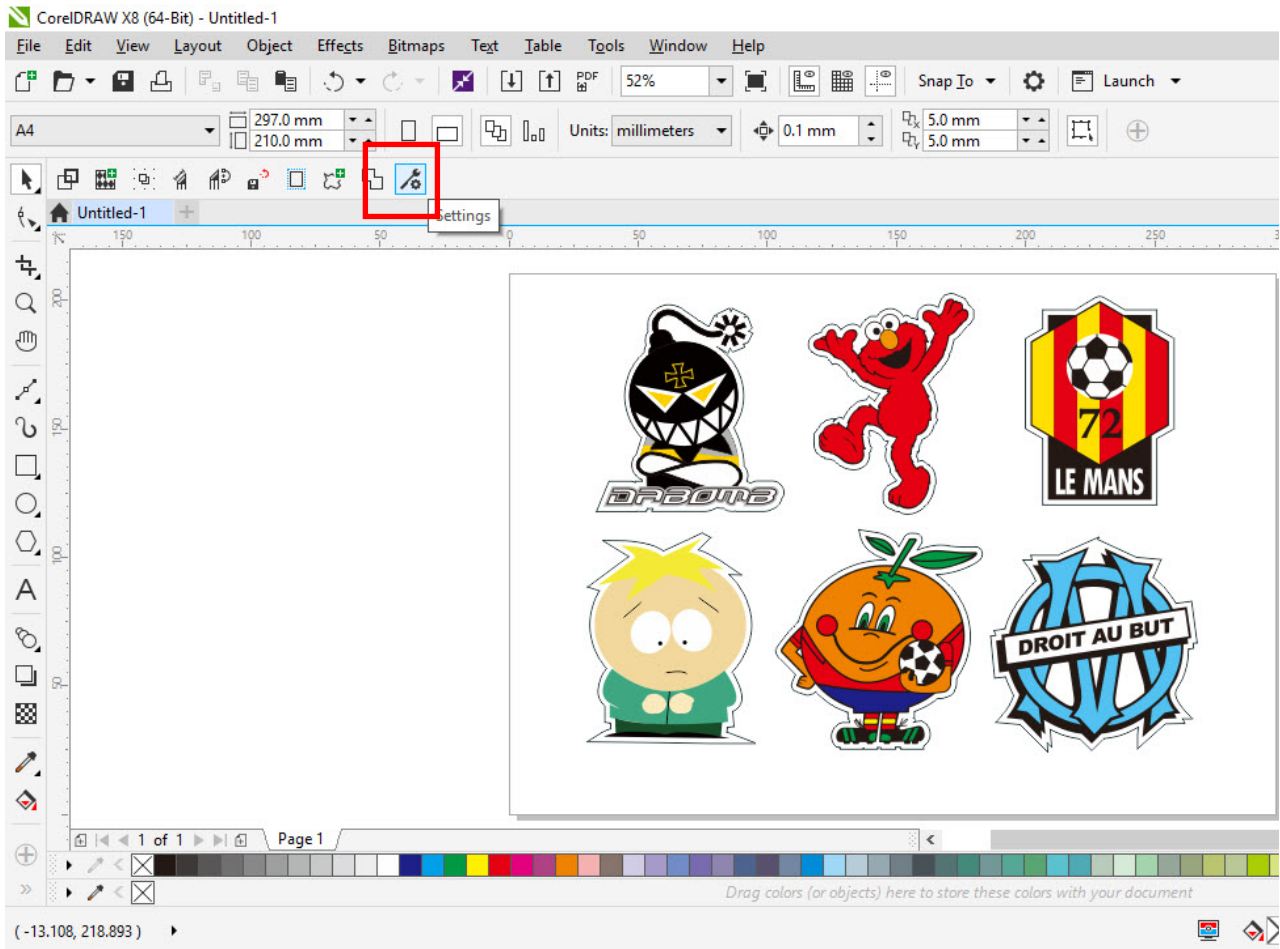 CorelDRAW X8 (64-Bit) - Untitled-1
File Edit View Layout Object Effects Bitmaps Text Table Tools Window Help
PDF 52% Snap To Launch
A4 297.0 mm 210.0 mm Units: millimeters 0.1 mm 5.0 mm 5.0 mm
Untitled-1
Settings
150 100 50 0 50 100 150 200 250
200
150
100
50
DABOMB
72
LE MANS
DROIT AU BUT
1 of 1 Page 1
Drag colors (or objects) here to store these colors with your document
( -13.108, 218.893 )